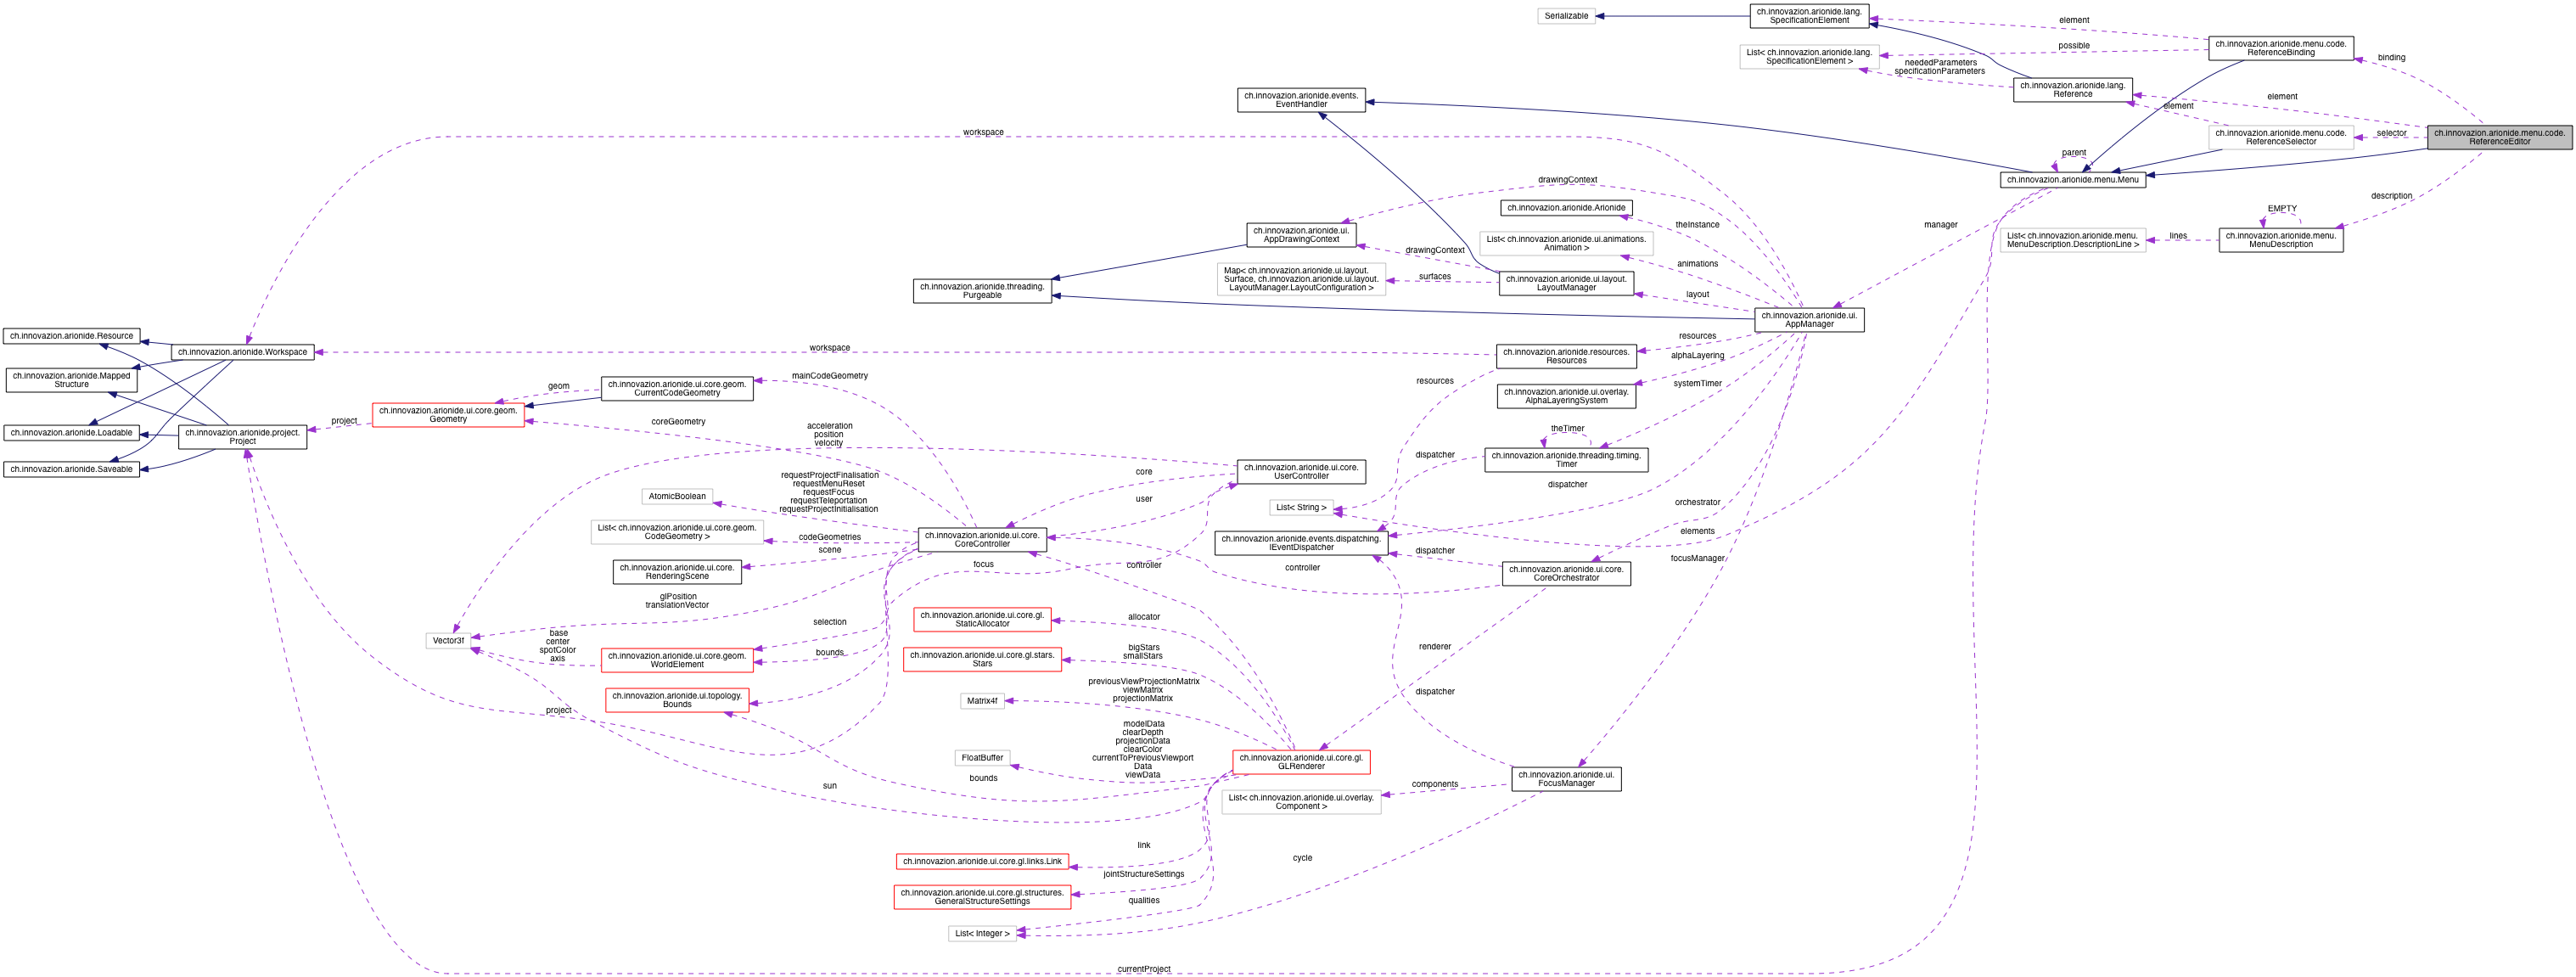 Serializable
ch.innovazion.arionide.lang.
SpecificationElement
element
ch.innovazion.arionide.menu.code.
ReferenceBinding
possible
binding
List< ch.innovazion.arionide.lang.
SpecificationElement >
neededParameters
specificationParameters
ch.innovazion.arionide.lang.
Reference
element
element
ch.innovazion.arionide.events.
EventHandler
workspace
ch.innovazion.arionide.menu.code.
ReferenceSelector
selector
ch.innovazion.arionide.menu.code.
ReferenceEditor
parent
ch.innovazion.arionide.menu.Menu
drawingContext
description
ch.innovazion.arionide.Arionide
theInstance
EMPTY
manager
ch.innovazion.arionide.ui.
AppDrawingContext
List< ch.innovazion.arionide.ui.animations.
Animation >
List< ch.innovazion.arionide.menu.
MenuDescription.DescriptionLine >
lines
ch.innovazion.arionide.menu.
MenuDescription
drawingContext
animations
Map< ch.innovazion.arionide.ui.layout.
Surface, ch.innovazion.arionide.ui.layout.
LayoutManager.LayoutConfiguration >
surfaces
ch.innovazion.arionide.ui.layout.
LayoutManager
layout
ch.innovazion.arionide.threading.
Purgeable
ch.innovazion.arionide.ui.
AppManager
ch.innovazion.arionide.Resource
ch.innovazion.arionide.Workspace
workspace
ch.innovazion.arionide.resources.
Resources
resources
alphaLayering
ch.innovazion.arionide.Mapped
Structure
mainCodeGeometry
resources
systemTimer
geom
ch.innovazion.arionide.ui.core.geom.
CurrentCodeGeometry
ch.innovazion.arionide.ui.overlay.
AlphaLayeringSystem
ch.innovazion.arionide.ui.core.geom.
Geometry
project
coreGeometry
ch.innovazion.arionide.Loadable
ch.innovazion.arionide.project.
Project
acceleration
position
velocity
theTimer
ch.innovazion.arionide.threading.timing.
Timer
dispatcher
ch.innovazion.arionide.Saveable
ch.innovazion.arionide.ui.core.
UserController
core
dispatcher
requestProjectFinalisation
requestMenuReset
requestFocus
requestTeleportation
requestProjectInitialisation
AtomicBoolean
user
List< String >
orchestrator
List< ch.innovazion.arionide.ui.core.geom.
CodeGeometry >
codeGeometries
scene
ch.innovazion.arionide.ui.core.
CoreController
ch.innovazion.arionide.events.dispatching.
IEventDispatcher
elements
dispatcher
focusManager
ch.innovazion.arionide.ui.core.
RenderingScene
focus
controller
controller
ch.innovazion.arionide.ui.core.
CoreOrchestrator
glPosition
translationVector
selection
ch.innovazion.arionide.ui.core.gl.
StaticAllocator
allocator
Vector3f
base
center
spotColor
axis
ch.innovazion.arionide.ui.core.geom.
WorldElement
bounds
ch.innovazion.arionide.ui.core.gl.stars.
Stars
bigStars
smallStars
renderer
ch.innovazion.arionide.ui.topology.
Bounds
project
Matrix4f
previousViewProjectionMatrix
viewMatrix
projectionMatrix
dispatcher
FloatBuffer
modelData
clearDepth
projectionData
clearColor
currentToPreviousViewport
Data
viewData
ch.innovazion.arionide.ui.core.gl.
GLRenderer
bounds
sun
ch.innovazion.arionide.ui.
FocusManager
components
List< ch.innovazion.arionide.ui.overlay.
Component >
link
ch.innovazion.arionide.ui.core.gl.links.Link
cycle
jointStructureSettings
ch.innovazion.arionide.ui.core.gl.structures.
GeneralStructureSettings
qualities
List< Integer >
currentProject